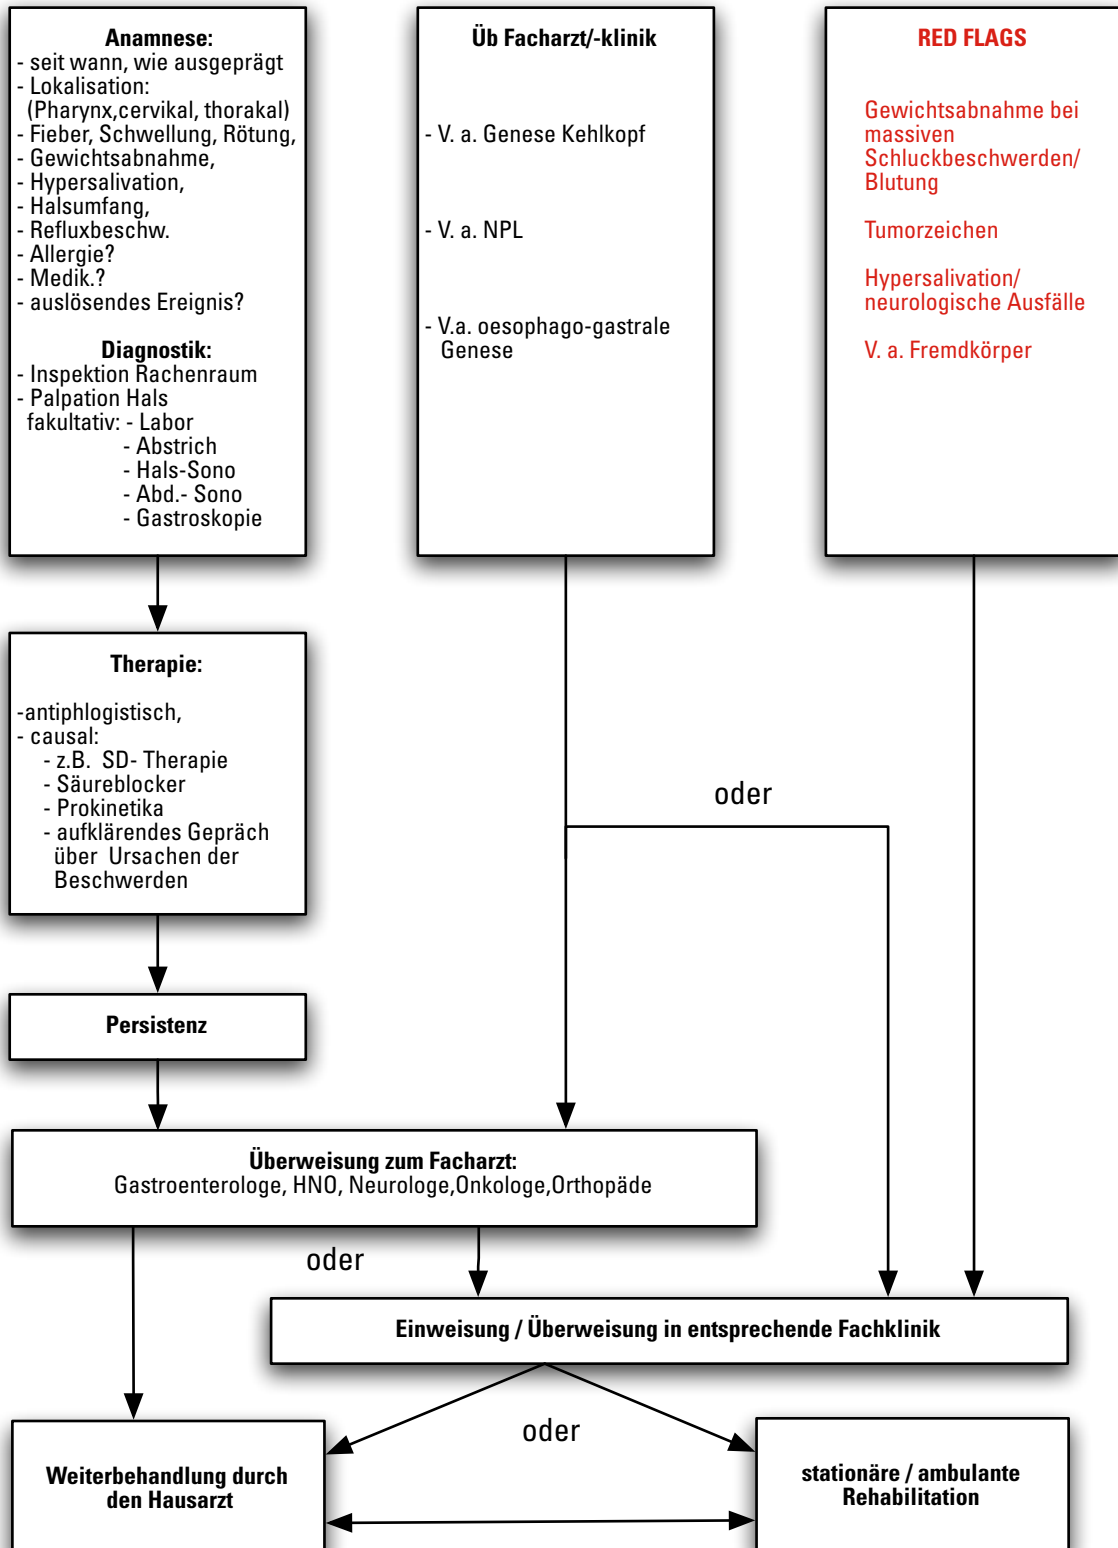 Anamnese:
- seit wann, wie ausgeprägt
- Lokalisation:
(Pharynx,cervikal, thorakal)
- Fieber, Schwellung, Rötung,
- Gewichtsabnahme,
- Hypersalivation,
- Halsumfang,
- Refluxbeschw.
- Allergie?
- Medik.?
- auslösendes Ereignis?
Diagnostik:
- Inspektion Rachenraum
- Palpation Hals
fakultativ: - Labor
- Abstrich
- Hals-Sono
- Abd.- Sono
- Gastroskopie
Üb Facharzt/-klinik
- V. a. Genese Kehlkopf
- V. a. NPL
- V.a. oesophago-gastrale
Genese
RED FLAGS
Gewichtsabnahme bei
massiven
Schluckbeschwerden/
Blutung
Tumorzeichen
Hypersalivation/
neurologische Ausfälle
V. a. Fremdkörper
Therapie:
-antiphlogistisch,
- causal:
- z.B. SD- Therapie
- Säureblocker
- Prokinetika
- aufklärendes Gepräch
über Ursachen der
Beschwerden
oder
Persistenz
Überweisung zum Facharzt:
Gastroenterologe, HNO, Neurologe,Onkologe,Orthopäde
oder
Einweisung / Überweisung in entsprechende Fachklinik
oder
Weiterbehandlung durch
den Hausarzt
stationäre / ambulante
Rehabilitation